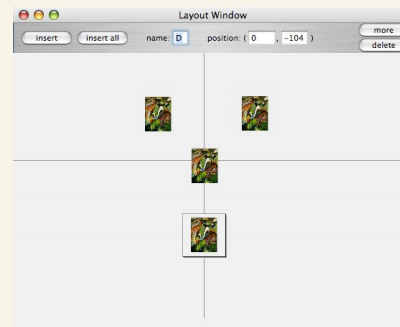 Layout Window
insert insert all name: D position: ( 0 , -104 ) more
delete